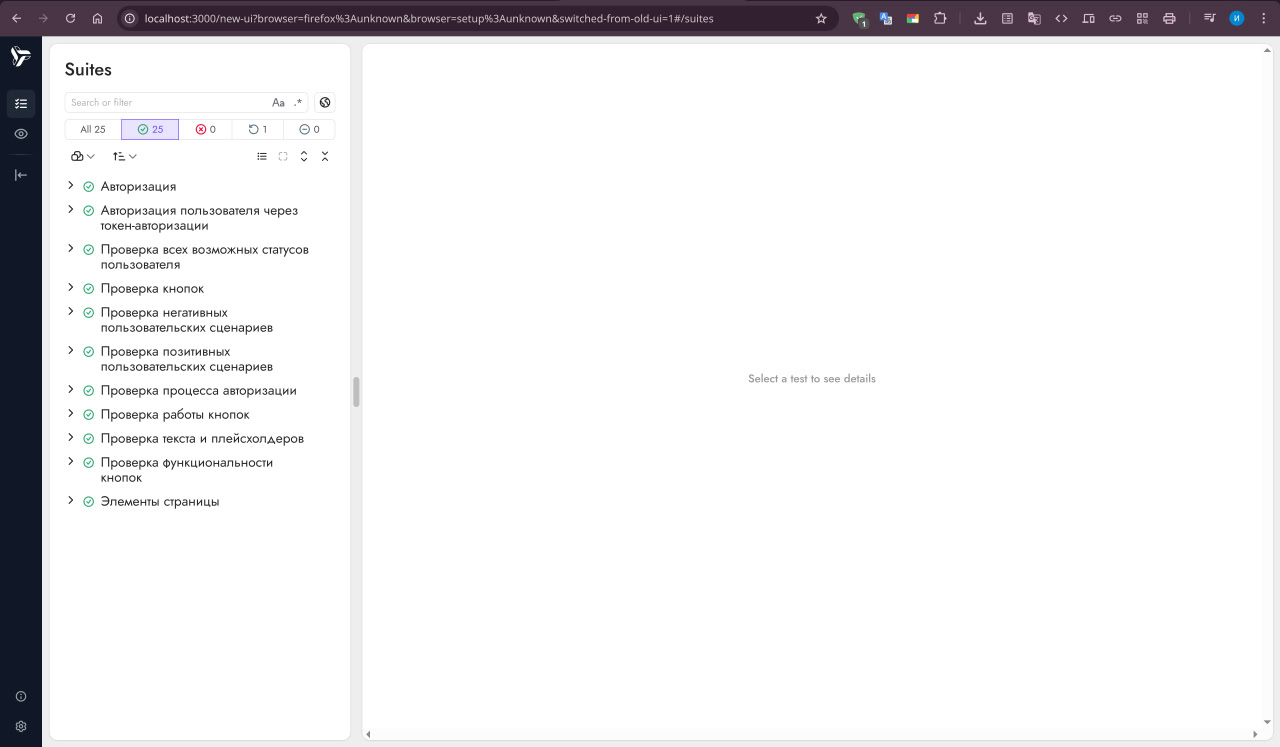 localhost:3000/new-ui?browser=firefox%3Aunknown&browser=setup%3Aunknown&switched-from-old-ui=1#/suites
1
И
Suites
Search or filter
Aa .*
All 25 25 0 1 0
Авторизация
Авторизация пользователя через
токен-авторизации
Проверка всех возможных статусов
пользователя
Проверка кнопок
Проверка негативных
пользовательских сценариев
Проверка позитивных
пользовательских сценариев
Проверка процесса авторизации
Проверка работы кнопок
Проверка текста и плейсхолдеров
Проверка функциональности
кнопок
Элементы страницы
Select a test to see details